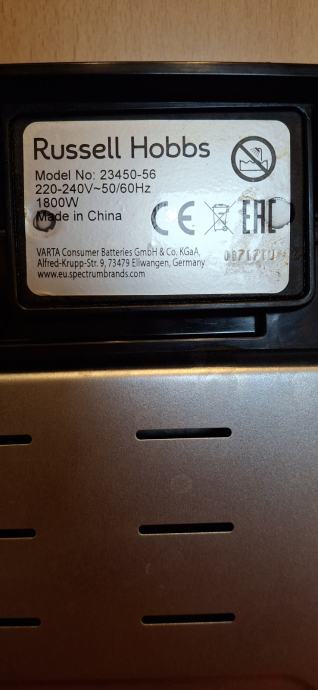 Russell Hobbs
Model No: 23450-56
220-240V~50/60Hz
1800W
Made in China
CE EAC
VARTA Consumer Batteries GmbH & Co. KGaA,
Alfred-Krupp-Str. 9, 73479 Ellwangen, Germany
www.eu.spectrumbrands.com